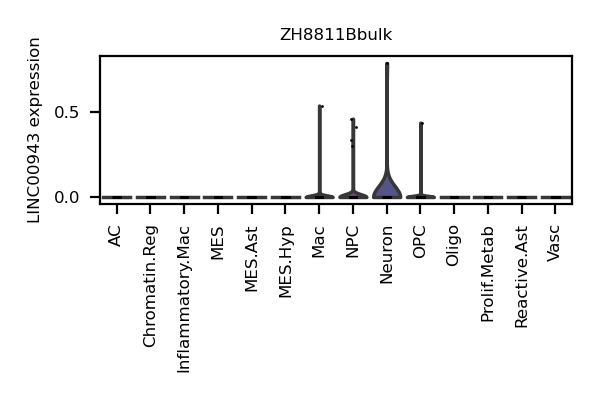 ZH8811Bbulk
LINC00943 expression
0.5
0.0
AC
Chromatin.Reg
Inflammatory.Mac
MES
MES.Ast
MES.Hyp
Mac
NPC
Neuron
OPC
Oligo
Prolif.Metab
Reactive.Ast
Vasc